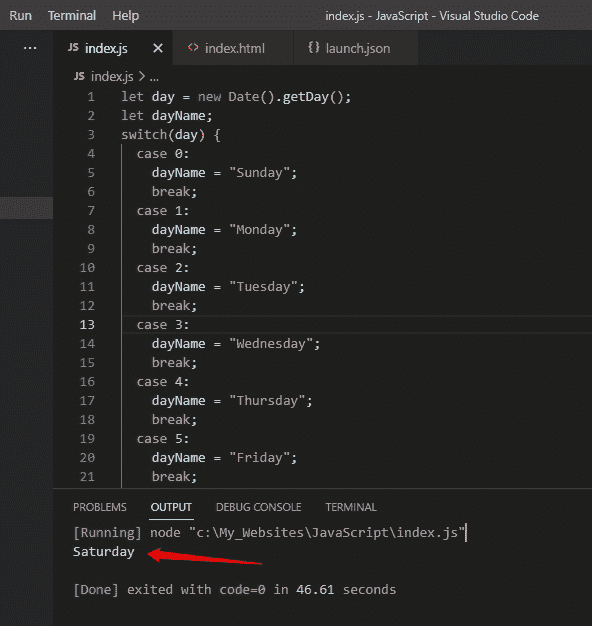 Run Terminal Help index.js - JavaScript - Visual Studio Code
... JS index.js × <> index.html {} launch.json
JS index.js > ...
1 let day = new Date().getDay();
2 let dayName;
3 switch(day) {
4 case 0:
5 dayName = "Sunday";
6 break;
7 case 1:
8 dayName = "Monday";
9 break;
10 case 2:
11 dayName = "Tuesday";
12 break;
13 case 3:
14 dayName = "Wednesday";
15 break;
16 case 4:
17 dayName = "Thursday";
18 break;
19 case 5:
20 dayName = "Friday";
21 break;
PROBLEMS OUTPUT DEBUG CONSOLE TERMINAL
[Running] node "c:\My_Websites\JavaScript\index.js"
Saturday
[Done] exited with code=0 in 46.61 seconds